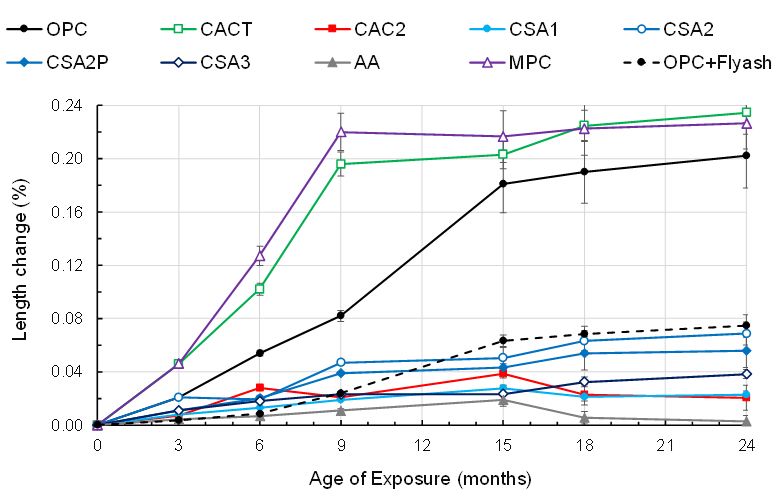 OPC CACT CAC2 CSA1 CSA2
CSA2P CSA3 AA MPC OPC+Flyash
0.24
0.20
0.16
0.12
0.08
0.04
0.00
Length change (%)
0 3 6 9 12 15 18 21 24
Age of Exposure (months)